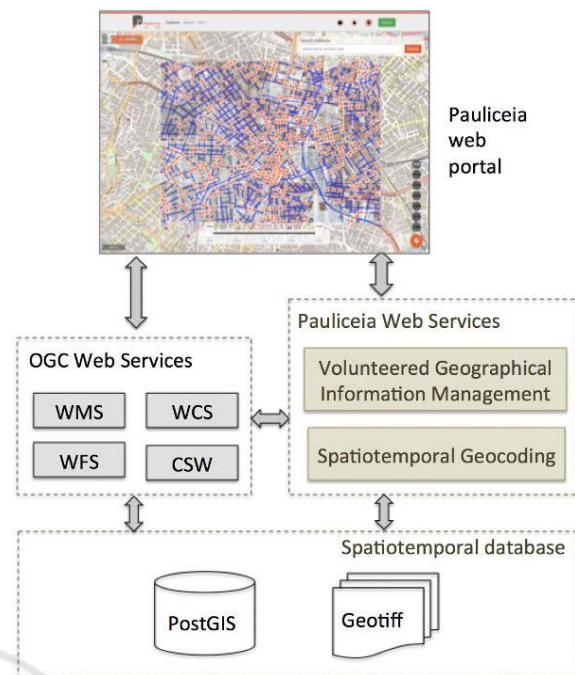 Pauliceia
web
portal
Pauliceia Web Services
OGC Web Services
Volunteered Geographical
Information Management
WMS
WCS
WFS
CSW
Spatiotemporal Geocoding
Spatiotemporal database
PostGIS
Geotiff